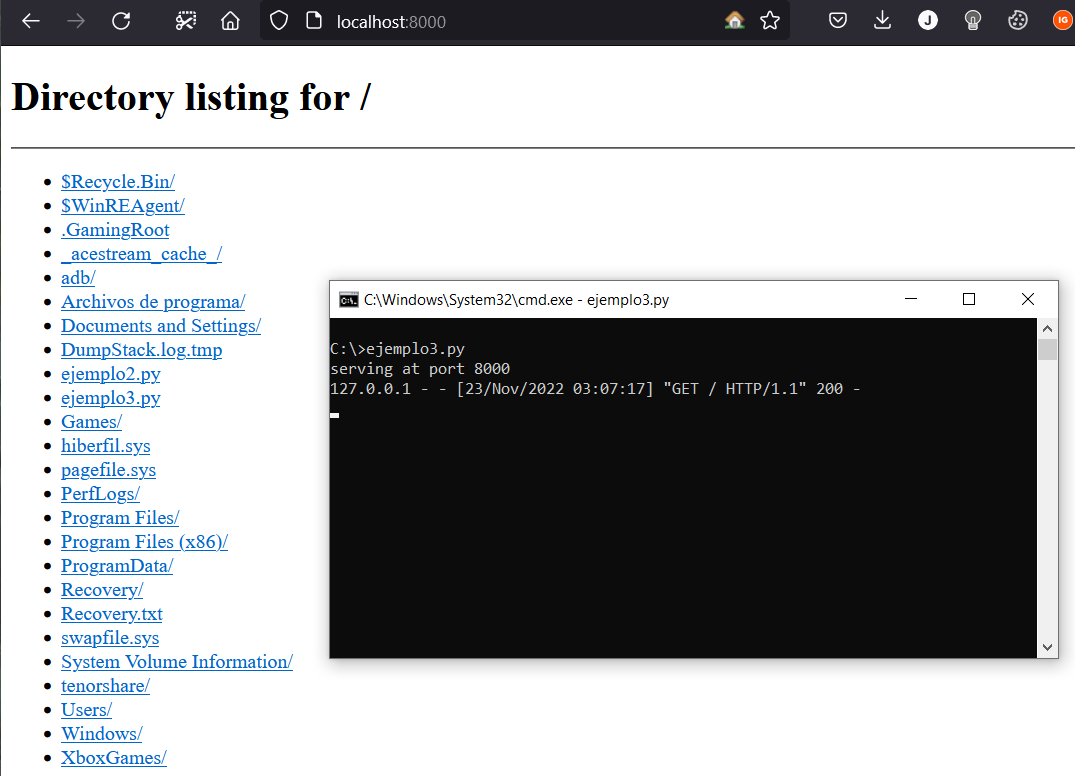 localhost:8000
J
IG
Directory listing for /
$Recycle.Bin/
$WinREAgent/
.GamingRoot
_acestream_cache_/
adb/
Archivos de programa/
Documents and Settings/
DumpStack.log.tmp
ejemplo2.py
ejemplo3.py
Games/
hiberfil.sys
pagefile.sys
PerfLogs/
Program Files/
Program Files (x86)/
ProgramData/
Recovery/
Recovery.txt
swapfile.sys
System Volume Information/
tenorshare/
Users/
Windows/
XboxGames/
C:\Windows\System32\cmd.exe - ejemplo3.py
C:\>ejemplo3.py
serving at port 8000
127.0.0.1 - - [23/Nov/2022 03:07:17] "GET / HTTP/1.1" 200 -